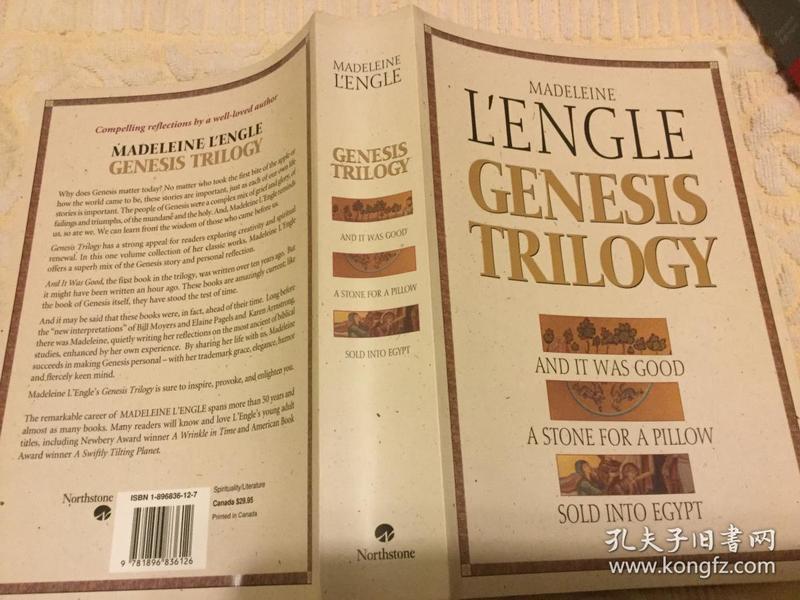 Compelling reflections by a well-loved author
MADELEINE L'ENGLE
GENESIS TRILOGY
Why does Genesis matter today? No matter who took the first bite of the apple or
how the world came to be, these stories are important, just as each of our own life
stories is important. The people of Genesis were a complex mix of grief and glory, of
failings and triumphs, of the mundane and the holy. And, Madeleine L'Engle reminds
us, so are we. We can learn from the wisdom of those who came before us.
Genesis Trilogy has a strong appeal for readers exploring creativity and spiritual
renewal. In this one volume collection of her classic works, Madeleine L'Engle
offers a superb mix of the Genesis story and personal reflection.
And It Was Good, the first book in the trilogy, was written over ten years ago. But
it might have been written an hour ago. These books are amazingly current; like
the book of Genesis itself, they have stood the test of time.
And it may be said that these books were, in fact, ahead of their time. Long before
the "new interpretations" of Bill Moyers and Elaine Pagels and Karen Armstrong,
there was Madeleine, quietly writing her reflections on the most ancient of biblical
studies, enhanced by her own experience. By sharing her life with us, Madeleine
succeeds in making Genesis personal – with her trademark grace, elegance, humor
and fiercely keen mind.
Madeleine L'Engle's Genesis Trilogy is sure to inspire, provoke, and enlighten you.
The remarkable career of MADELEINE L'ENGLE spans more than 50 years and
almost as many books. Many readers will know and love L'Engle's young adult
titles, including Newbery Award winner A Wrinkle in Time and American Book
Award winner A Swiftly Tilting Planet.
Northstone
ISBN 1-896836-12-7
9 781896 836126
Spirituality/Literature
Canada $29.95
Printed in Canada
MADELEINE
L'ENGLE
GENESIS
TRILOGY
AND IT WAS GOOD
A STONE FOR A PILLOW
SOLD INTO EGYPT
Northstone
MADELEINE
L'ENGLE
GENESIS
TRILOGY
AND IT WAS GOOD
A STONE FOR A PILLOW
SOLD INTO EGYPT
孔夫子旧书网
www.kongfz.com